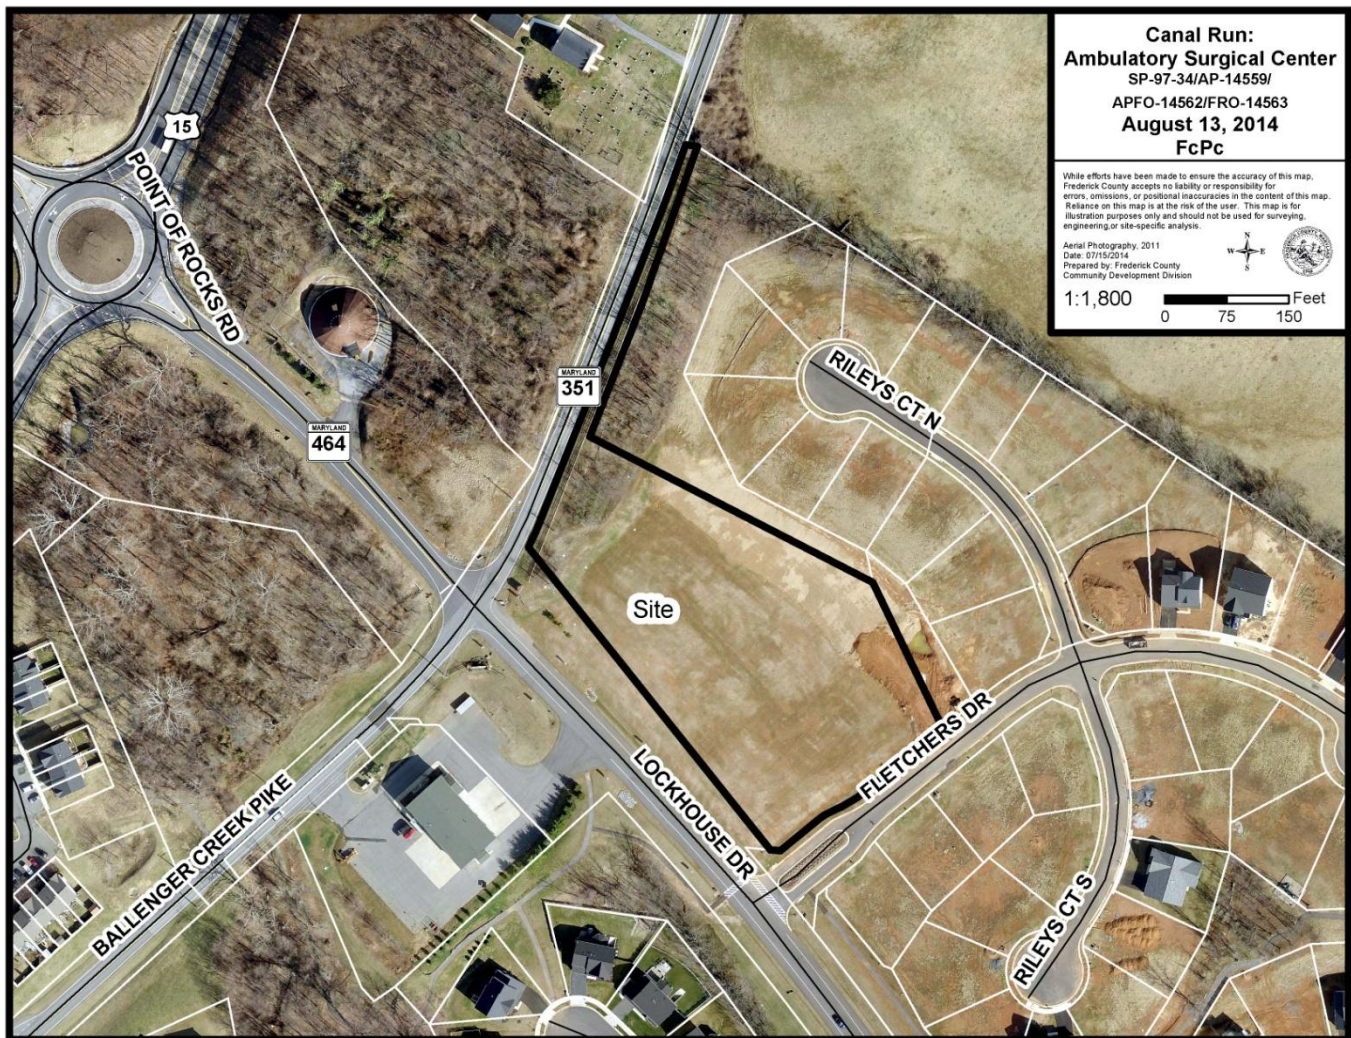 Canal Run:
Ambulatory Surgical Center
SP-97-34/AP-14559/
APFO-14562/FRO-14563
August 13, 2014
FcPc
While efforts have been made to ensure the accuracy of this map,
Frederick County accepts no liability or responsibility for
errors, omissions, or positional inaccuracies in the content of this map.
Reliance on this map is at the risk of the user. This map is for
illustration purposes only and should not be used for surveying,
engineering,or site-specific analysis.
Aerial Photography, 2011
Date: 07/15/2014
Prepared by: Frederick County
Community Development Division
N
W E
S
1:1,800
Feet
0 75 150
15
POINT OF ROCKS RD
MARYLAND
351
MARYLAND
464
RILEYS CT N
Site
FLETCHERS DR
LOCKHOUSE DR
BALLENGER CREEK PIKE
RILEYS CT S